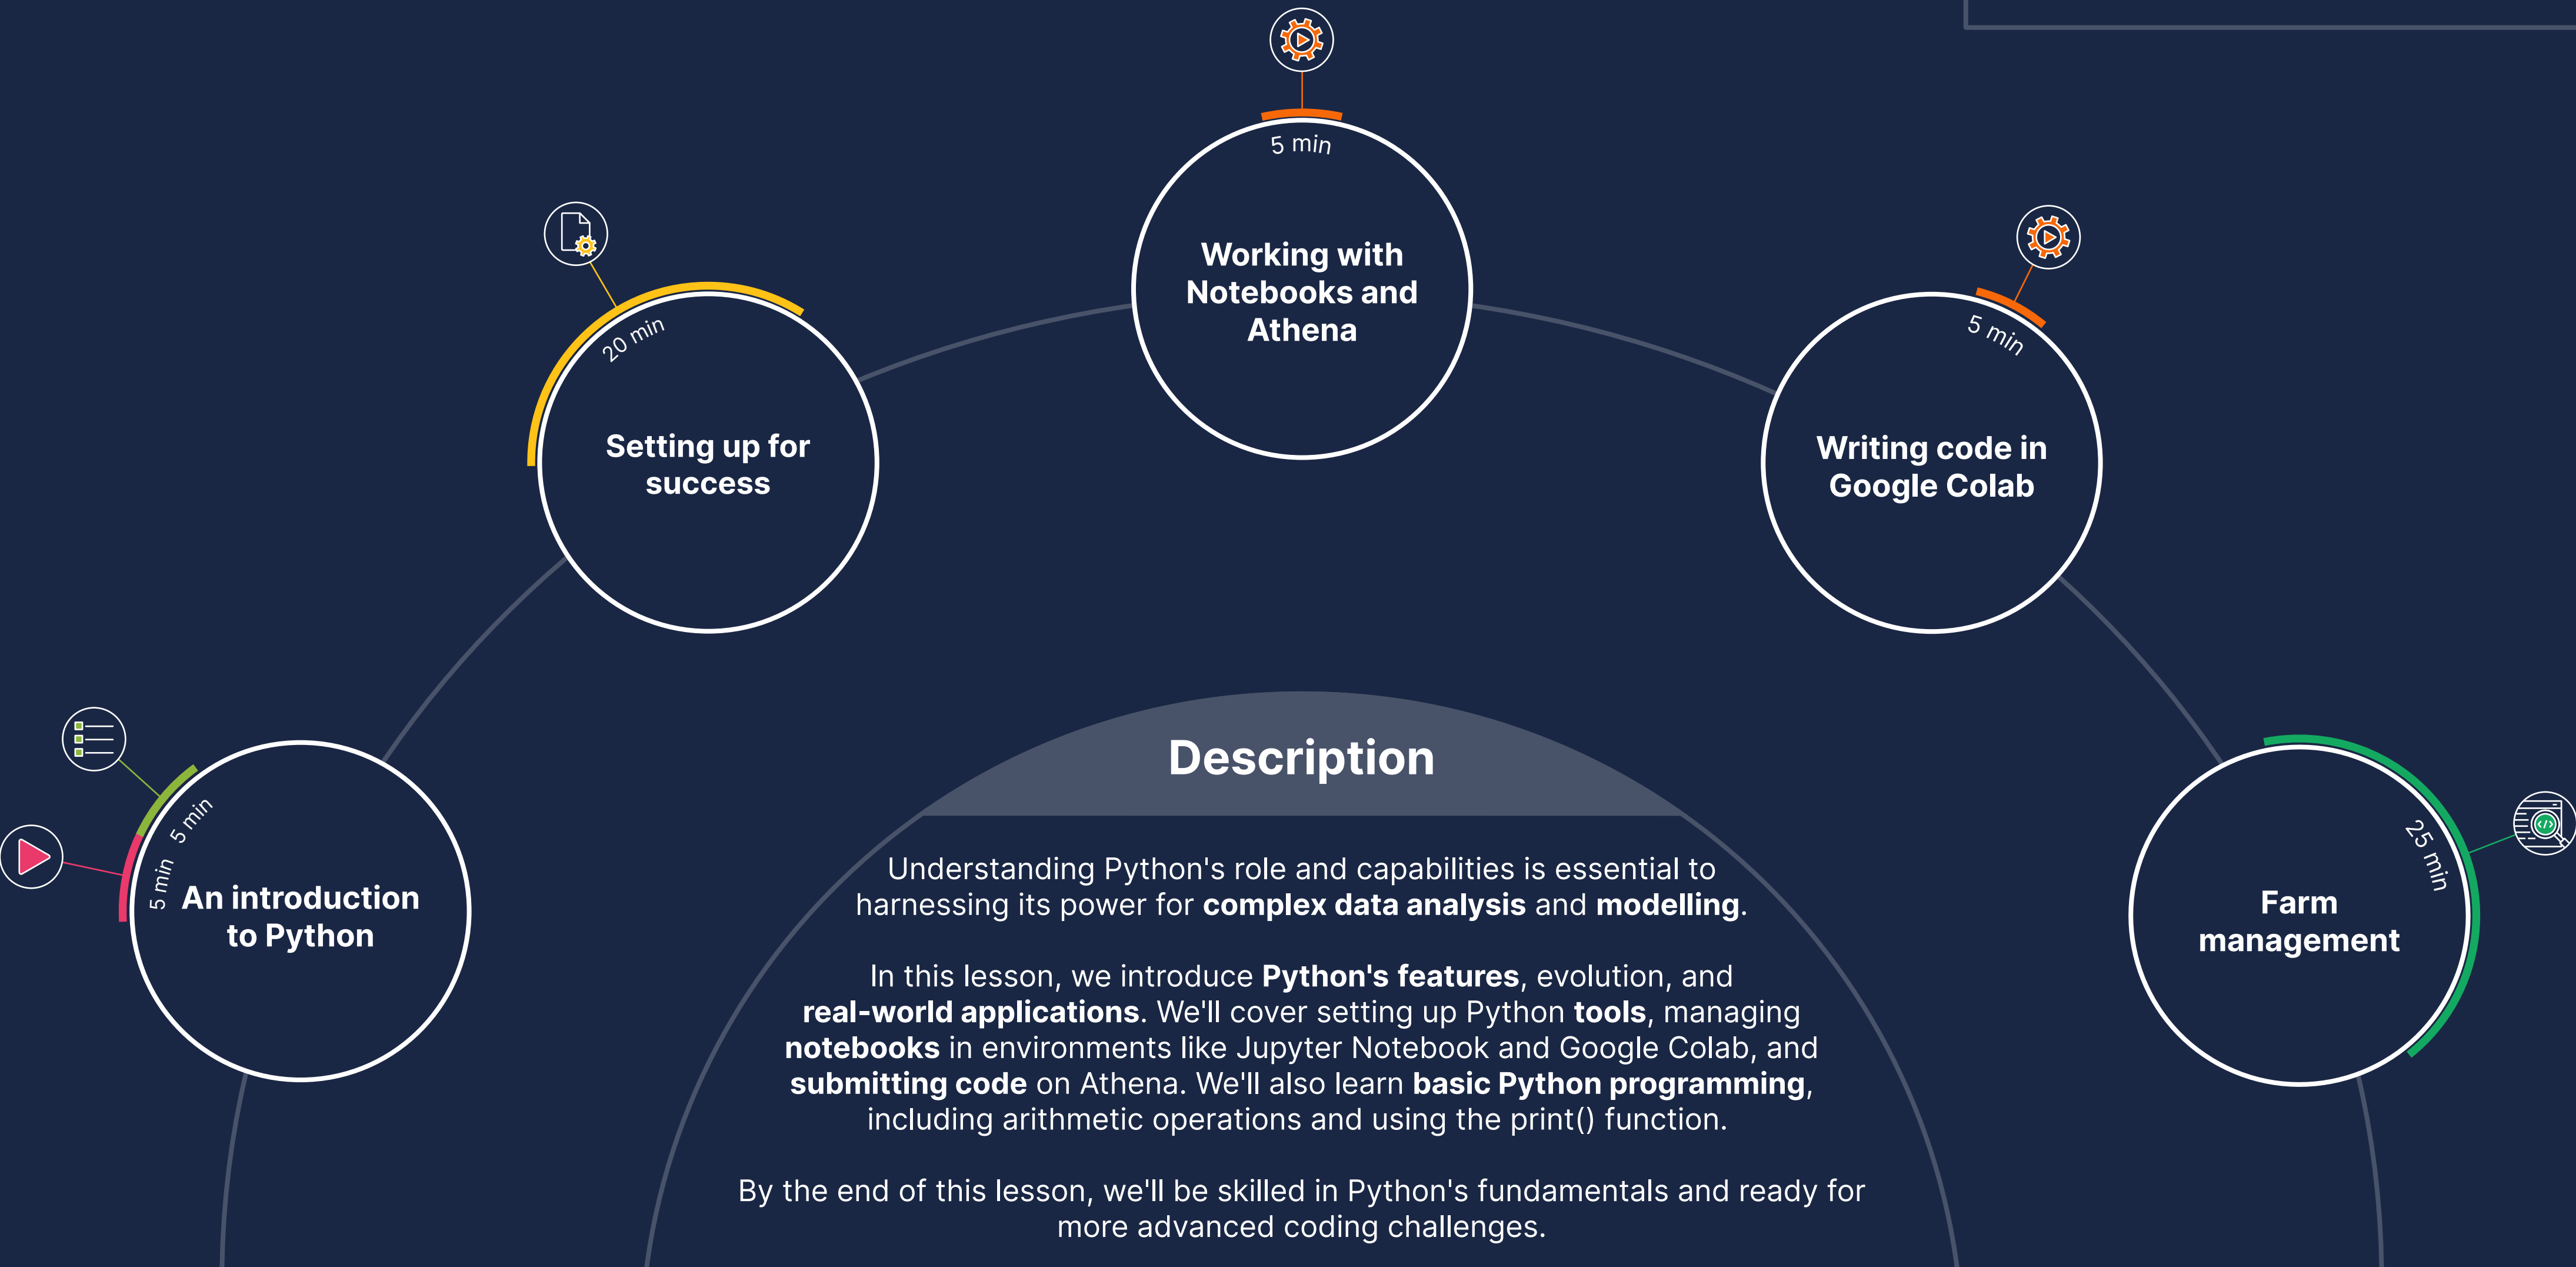 5 min
Working with
Notebooks and
Athena
20 min
Setting up for
success
5 min
Writing code in
Google Colab
5 min
5 min
An introduction
to Python
25 min
Farm
management
Description
Understanding Python's role and capabilities is essential to
harnessing its power for complex data analysis and modelling.
In this lesson, we introduce Python's features, evolution, and
real-world applications. We'll cover setting up Python tools, managing
notebooks in environments like Jupyter Notebook and Google Colab, and
submitting code on Athena. We'll also learn basic Python programming,
including arithmetic operations and using the print() function.
By the end of this lesson, we'll be skilled in Python's fundamentals and ready for
more advanced coding challenges.